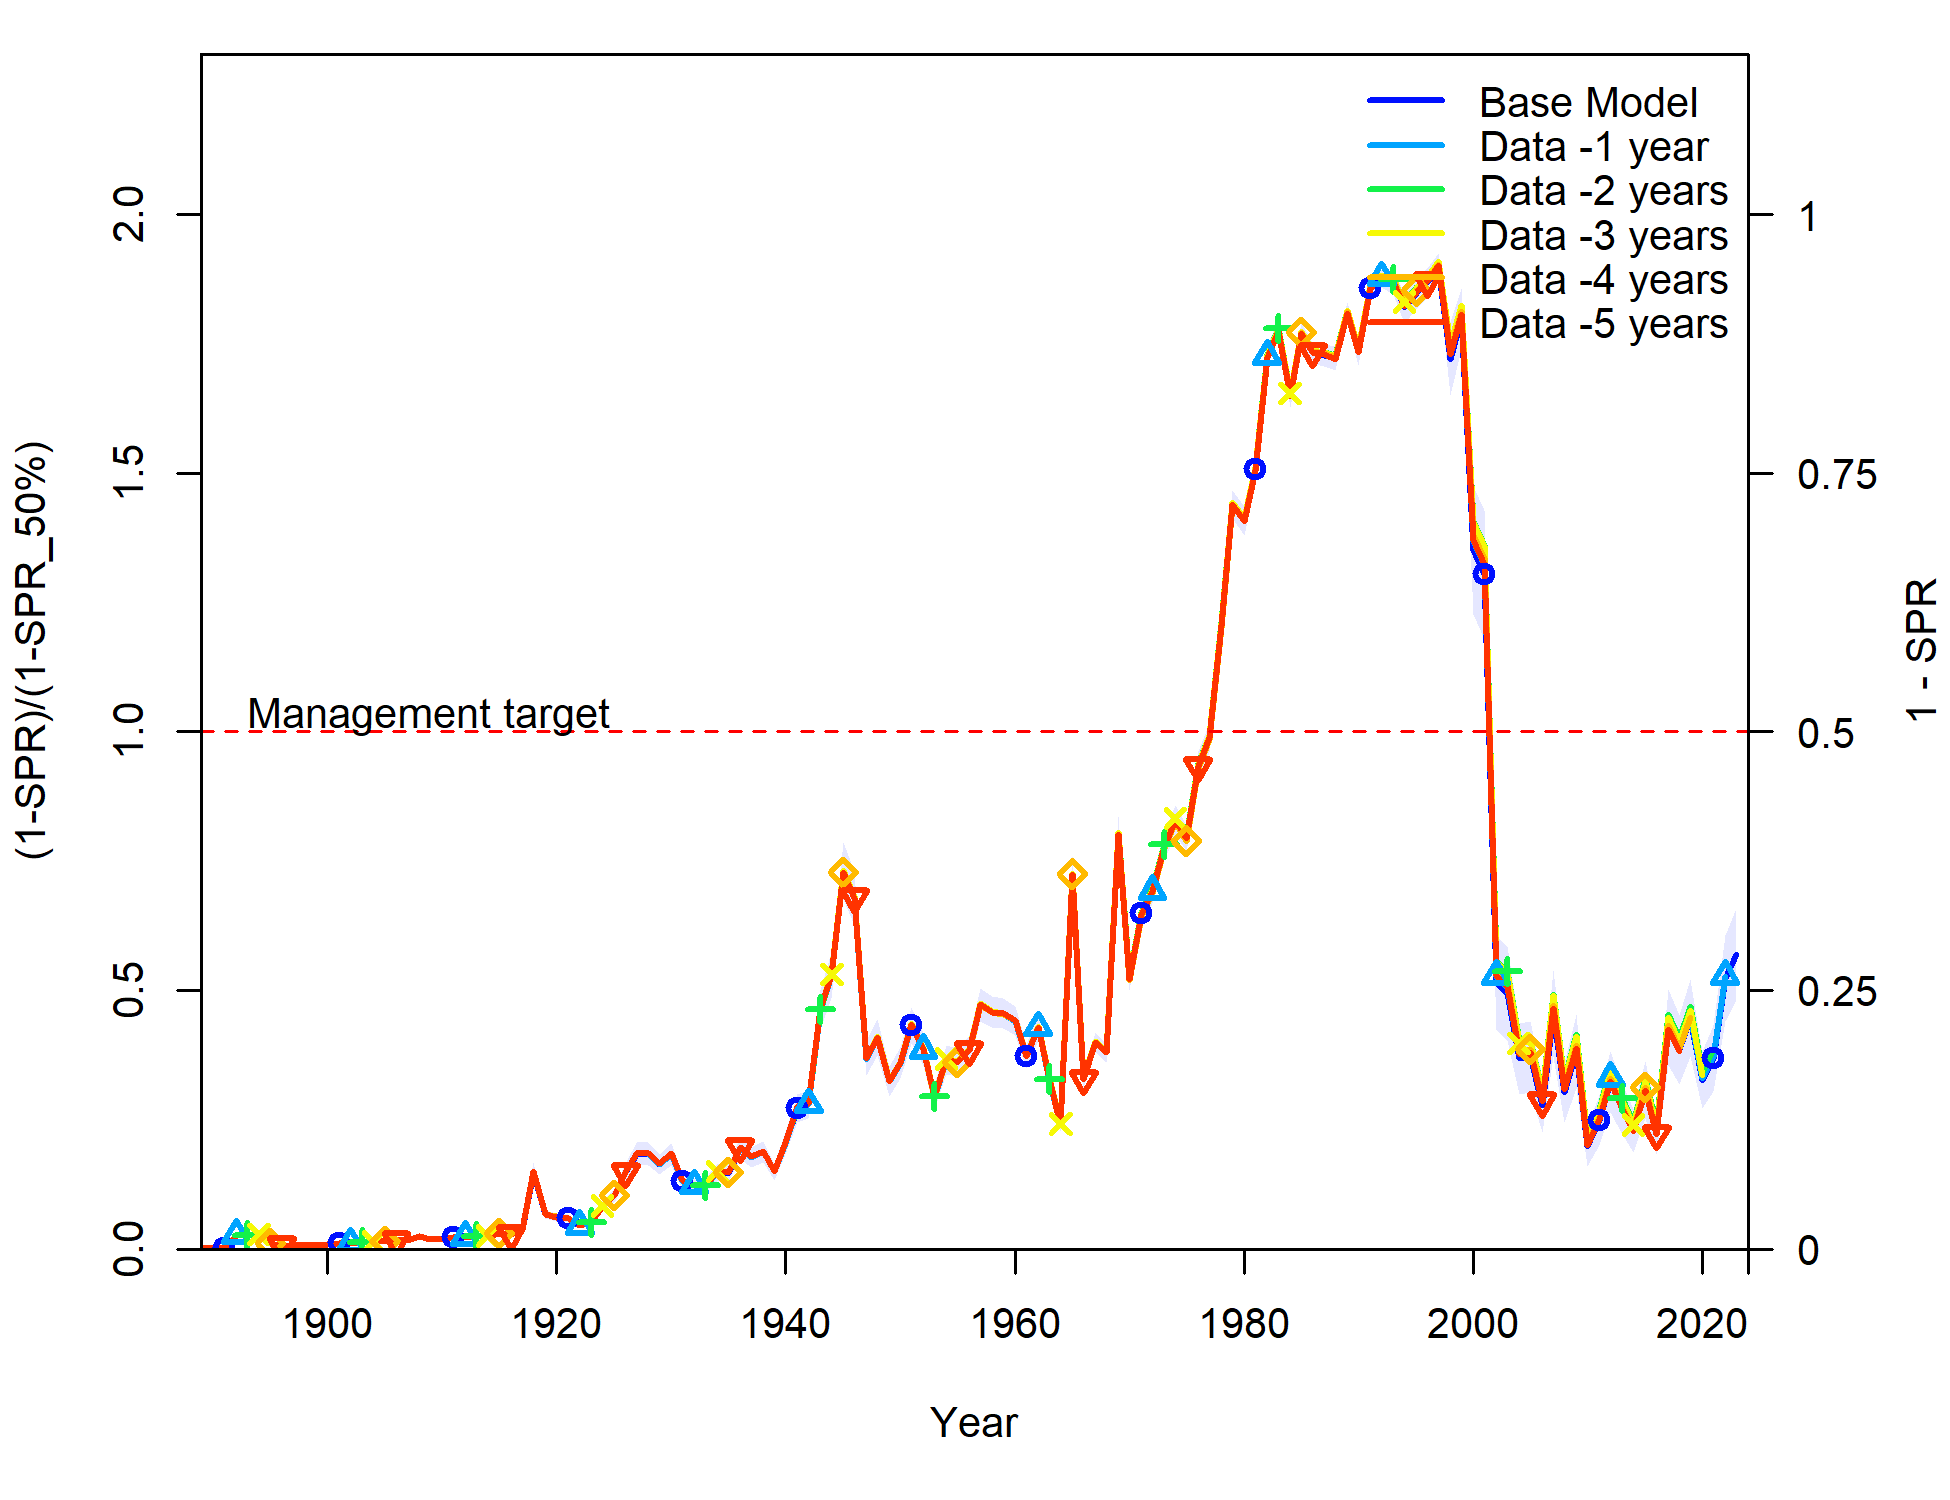 Base Model
Data -1 year
Data -2 years
Data -3 years
Data -4 years
Data -5 years
Management target
(1-SPR)/(1-SPR_50%)
0.0
0.5
1.0
1.5
2.0
1 - SPR
0
0.25
0.5
0.75
1
1900
1920
1940
1960
1980
2000
2020
Year